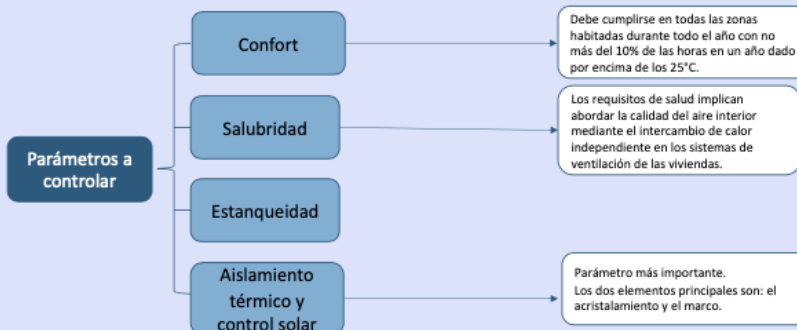 Parámetros a
controlar
Confort
Debe cumplirse en todas las zonas
habitadas durante todo el año con no
más del 10% de las horas en un año dado
por encima de los 25°C.
Salubridad
Los requisitos de salud implican
abordar la calidad del aire interior
mediante el intercambio de calor
independiente en los sistemas de
ventilación de las viviendas.
Estanqueidad
Aislamiento
térmico y
control solar
Parámetro más importante.
Los dos elementos principales son: el
acristalamiento y el marco.